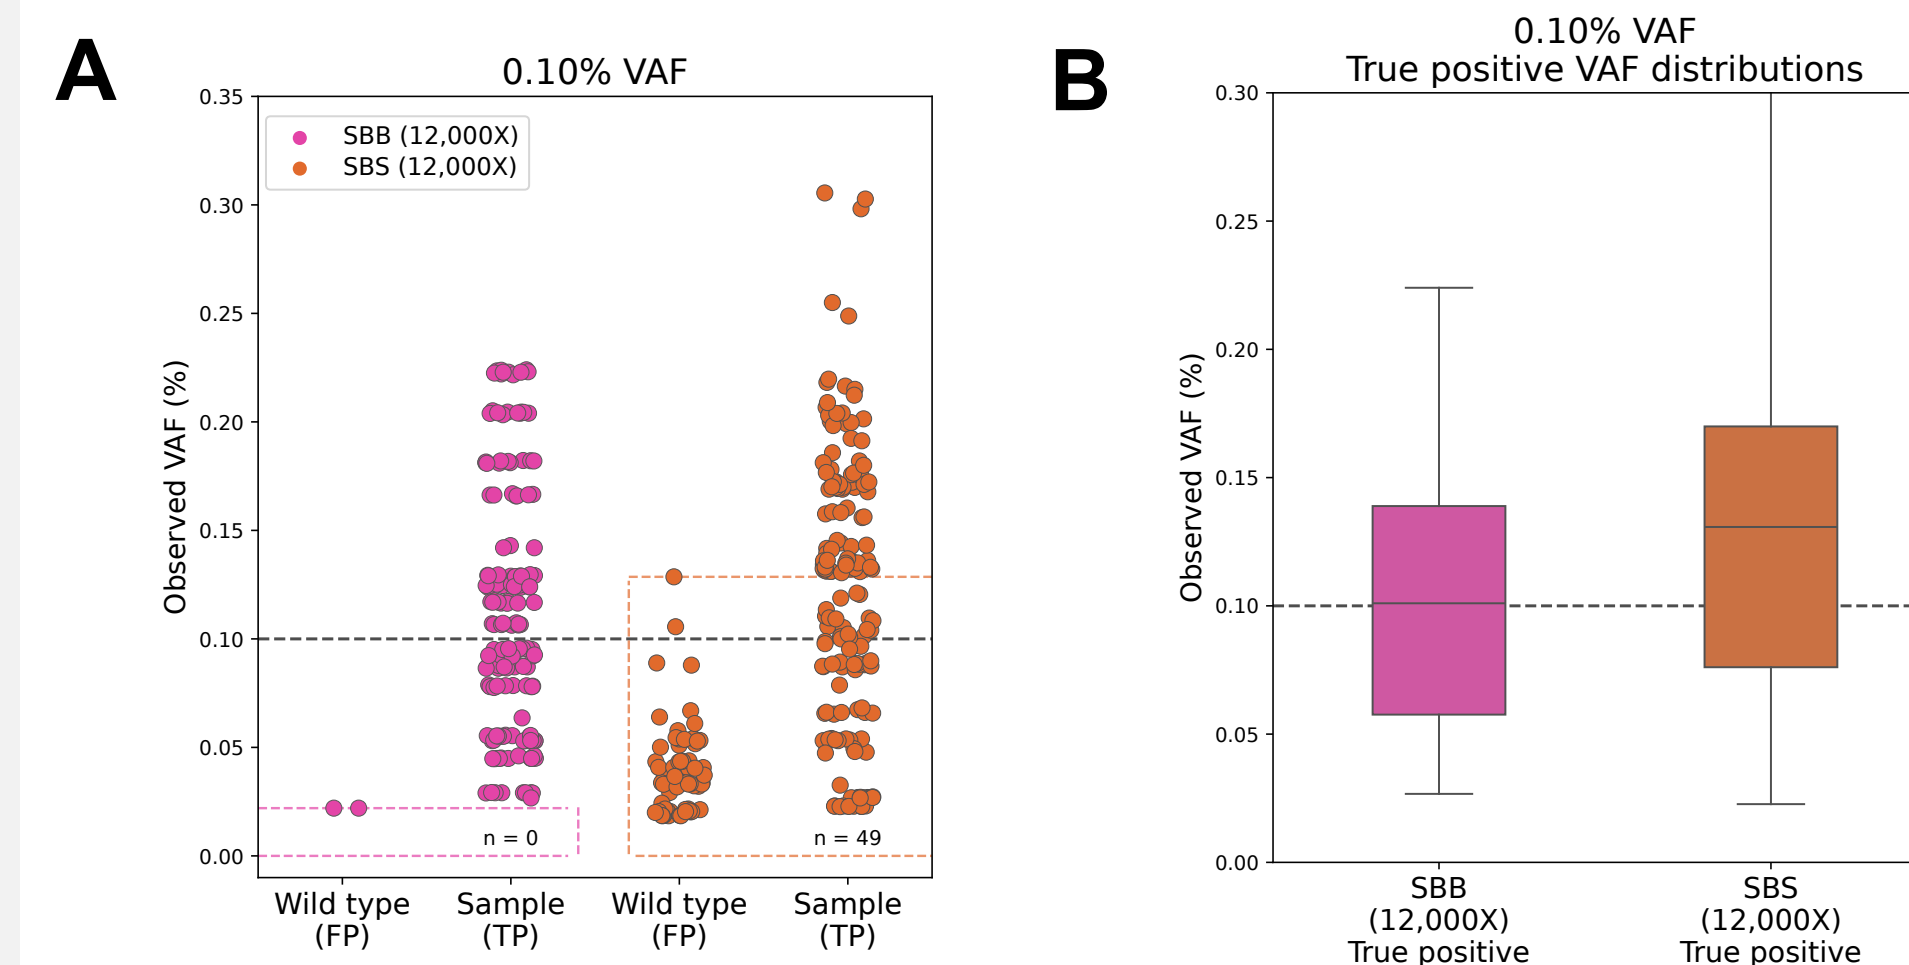 A
0.10% VAF
0.35
0.30
0.25
0.20
0.15
0.10
0.05
0.00
Observed VAF (%)
SBB (12,000X)
SBS (12,000X)
n = 0
n = 49
Wild type
(FP)
Sample
(TP)
Wild type
(FP)
Sample
(TP)
B
0.10% VAF
True positive VAF distributions
0.30
0.25
0.20
0.15
0.10
0.05
0.00
Observed VAF (%)
SBB
(12,000X)
True positive
SBS
(12,000X)
True positive